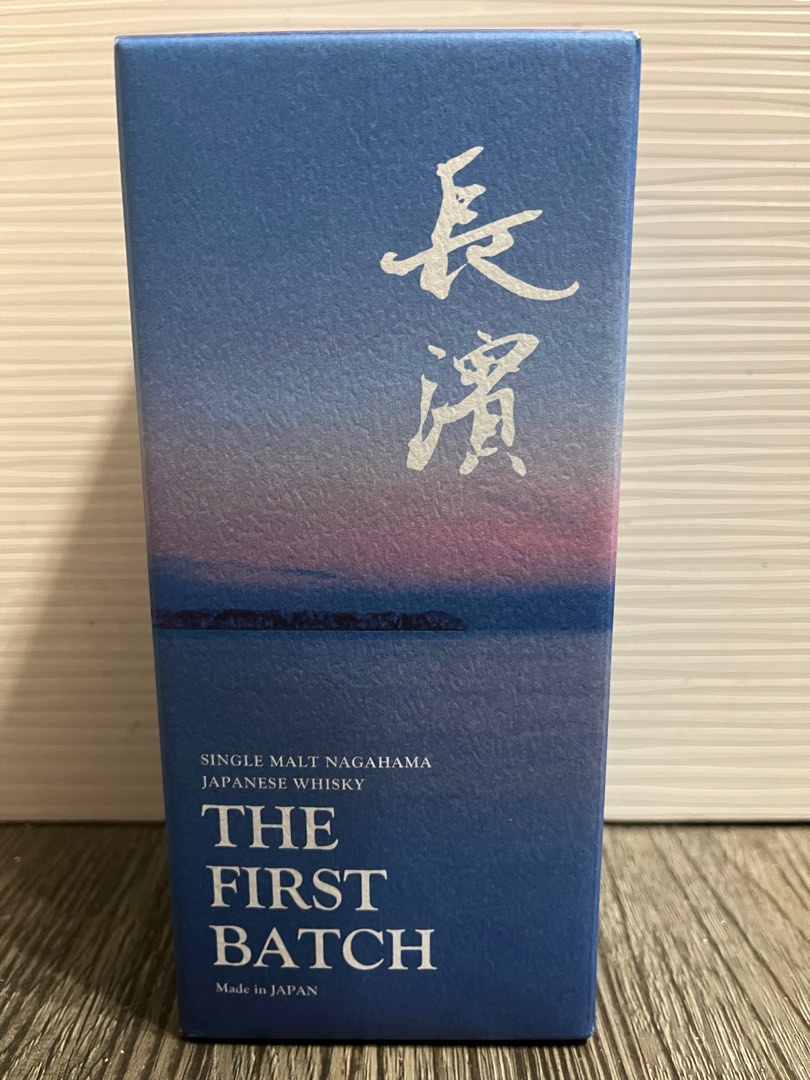 長濱
SINGLE MALT NAGAHAMA
JAPANESE WHISKY
THE
FIRST
BATCH
Made in JAPAN